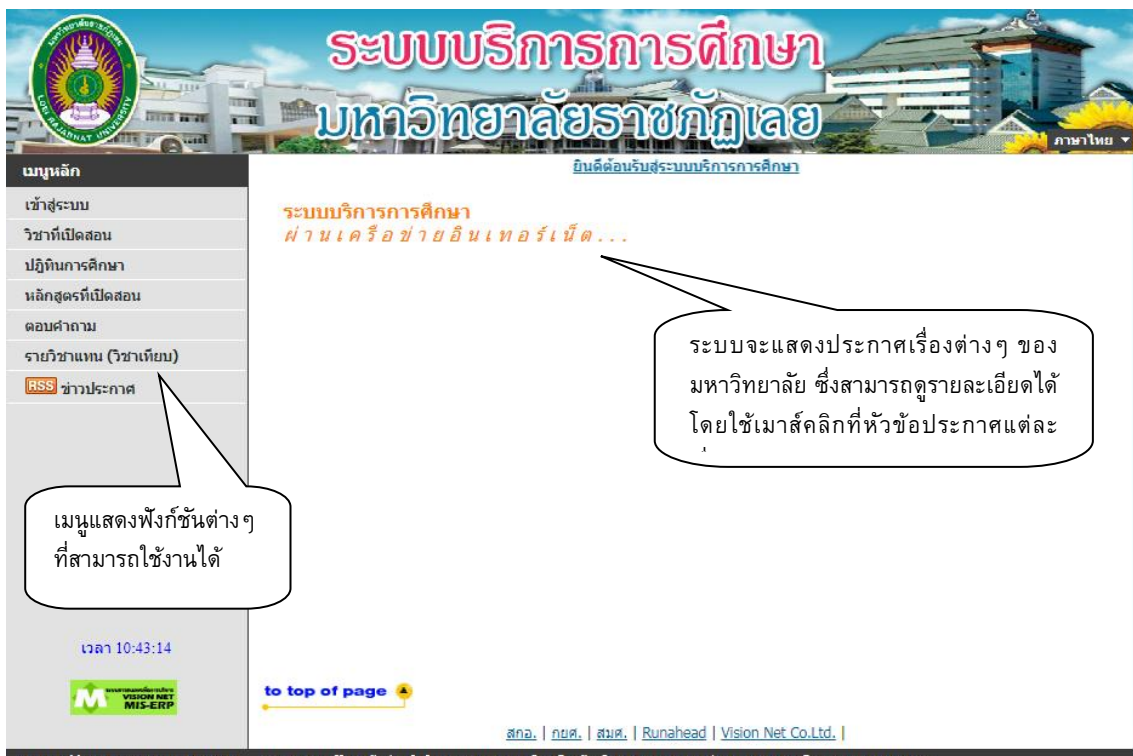 ระบบบริการการศึกษา
มหาวิทยาลัยราชภัฏเลย
ภาษาไทย
เมนูหลัก
ยินดีต้อนรับสู่ระบบบริการการศึกษา
เข้าสู่ระบบ
วิชาที่เปิดสอน
ปฏิทินการศึกษา
หลักสูตรที่เปิดสอน
ตอบคำถาม
รายวิชาแทน (วิชาเทียบ)
RSS ข่าวประกาศ
ระบบบริการการศึกษา
ผ่านเครือข่ายอินเทอร์เน็ต...
ระบบจะแสดงประกาศเรื่องต่างๆ ของ
มหาวิทยาลัย ซึ่งสามารถดูรายละเอียดได้
โดยใช้เมาส์คลิกที่หัวข้อประกาศแต่ละ
เมนูแสดงฟังก์ชันต่างๆ
ที่สามารถใช้งานได้
เวลา 10:43:14
VISION NET
MIS-ERP
to top of page
สกอ. | กยศ. | สมศ. | Runahead | Vision Net Co.Ltd. |